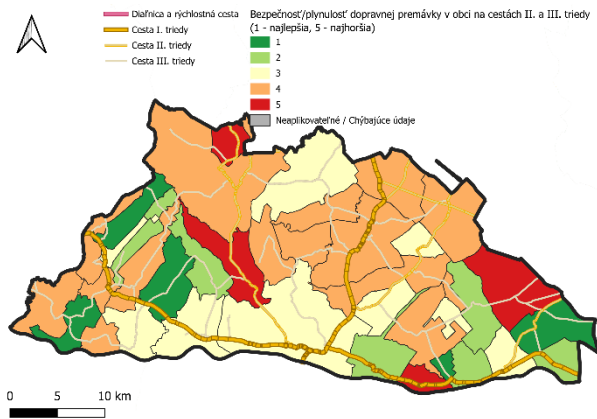 Diaľnica a rýchlostná cesta
Cesta I. triedy
Cesta II. triedy
Cesta III. triedy
Bezpečnosť/plynulosť dopravnej premávky v obci na cestách II. a III. triedy
(1 - najlepšia, 5 - najhoršia)
1
2
3
4
5
Neaplikovateľné / Chýbajúce údaje
0 5 10 km